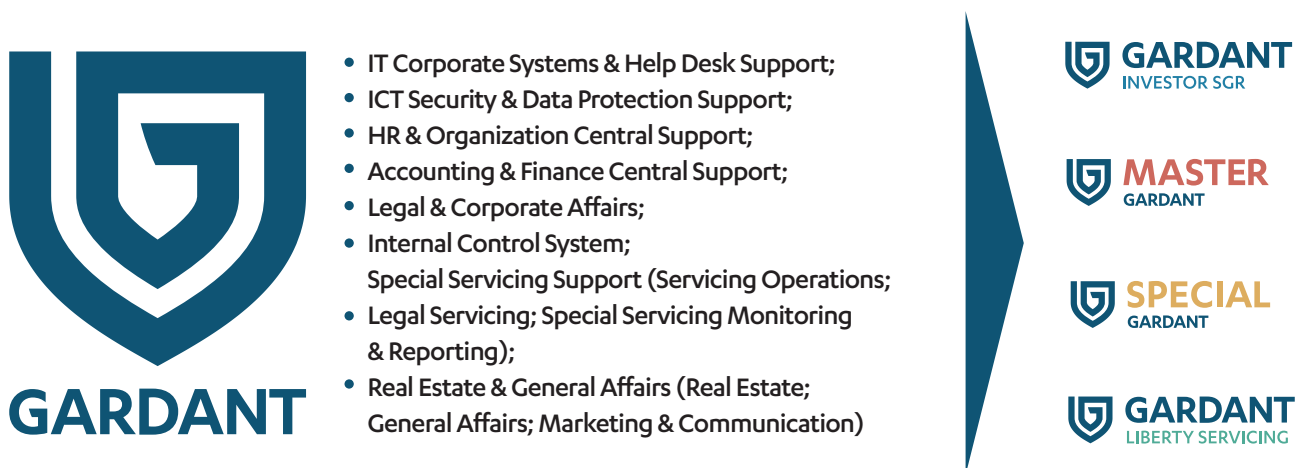 GARDANT
• IT Corporate Systems & Help Desk Support;
• ICT Security & Data Protection Support;
• HR & Organization Central Support;
• Accounting & Finance Central Support;
• Legal & Corporate Affairs;
• Internal Control System;
Special Servicing Support (Servicing Operations;
• Legal Servicing; Special Servicing Monitoring
& Reporting);
• Real Estate & General Affairs (Real Estate;
General Affairs; Marketing & Communication)
GARDANT
INVESTOR SGR
MASTER
GARDANT
SPECIAL
GARDANT
GARDANT
LIBERTY SERVICING